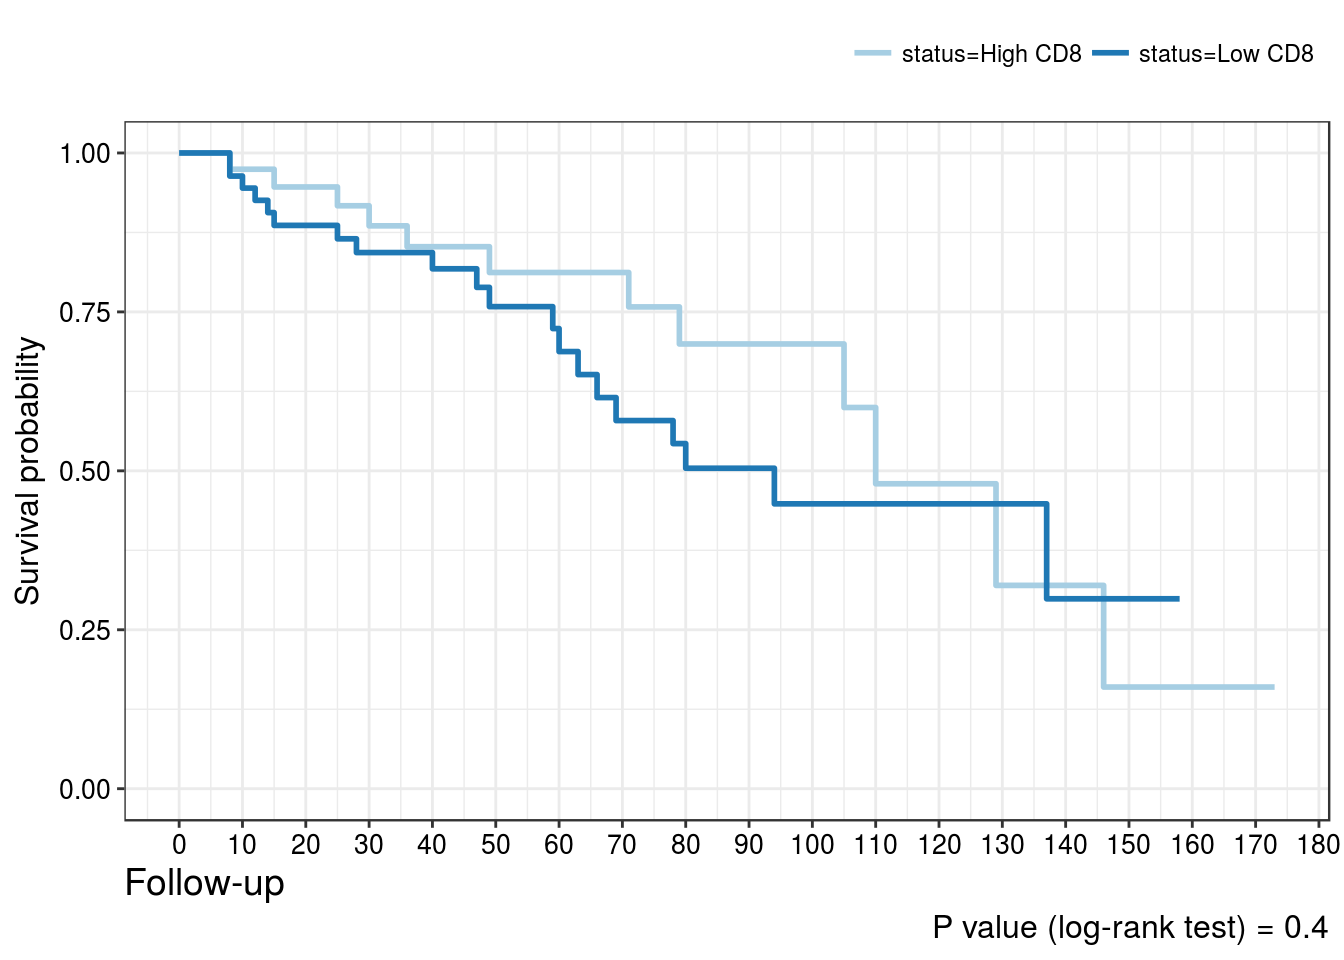 status=High CD8 status=Low CD8
1.00
0.75
0.50
0.25
0.00
Survival probability
0 10 20 30 40 50 60 70 80 90 100 110 120 130 140 150 160 170 180
Follow-up
P value (log-rank test) = 0.4